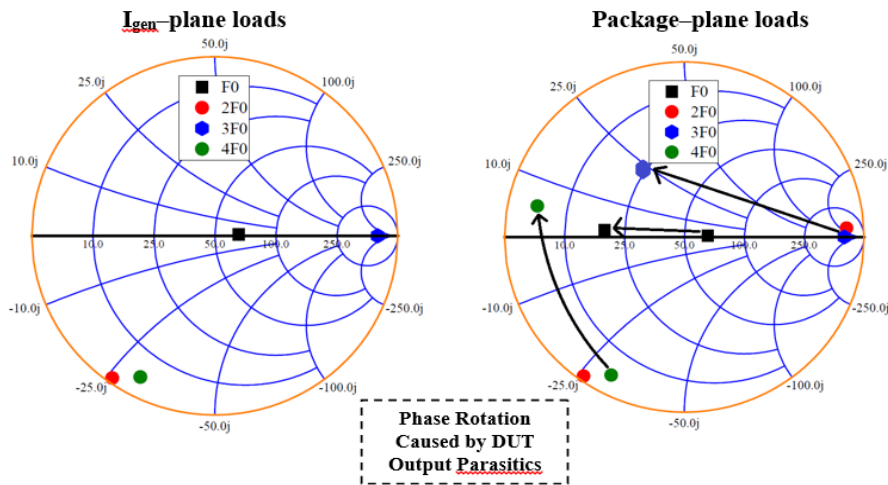 I_gen–plane loads
Package–plane loads
50.0j
25.0j
100.0j
10.0j
250.0j
F0
2F0
3F0
4F0
10.0
25.0
50.0
100.0
250.0
-10.0j
-250.0j
-25.0j
-100.0j
-50.0j
50.0j
25.0j
100.0j
10.0j
250.0j
F0
2F0
3F0
4F0
10.0
25.0
50.0
100.0
250.0
-10.0j
-250.0j
-25.0j
-100.0j
-50.0j
Phase Rotation
Caused by DUT
Output Parasitics